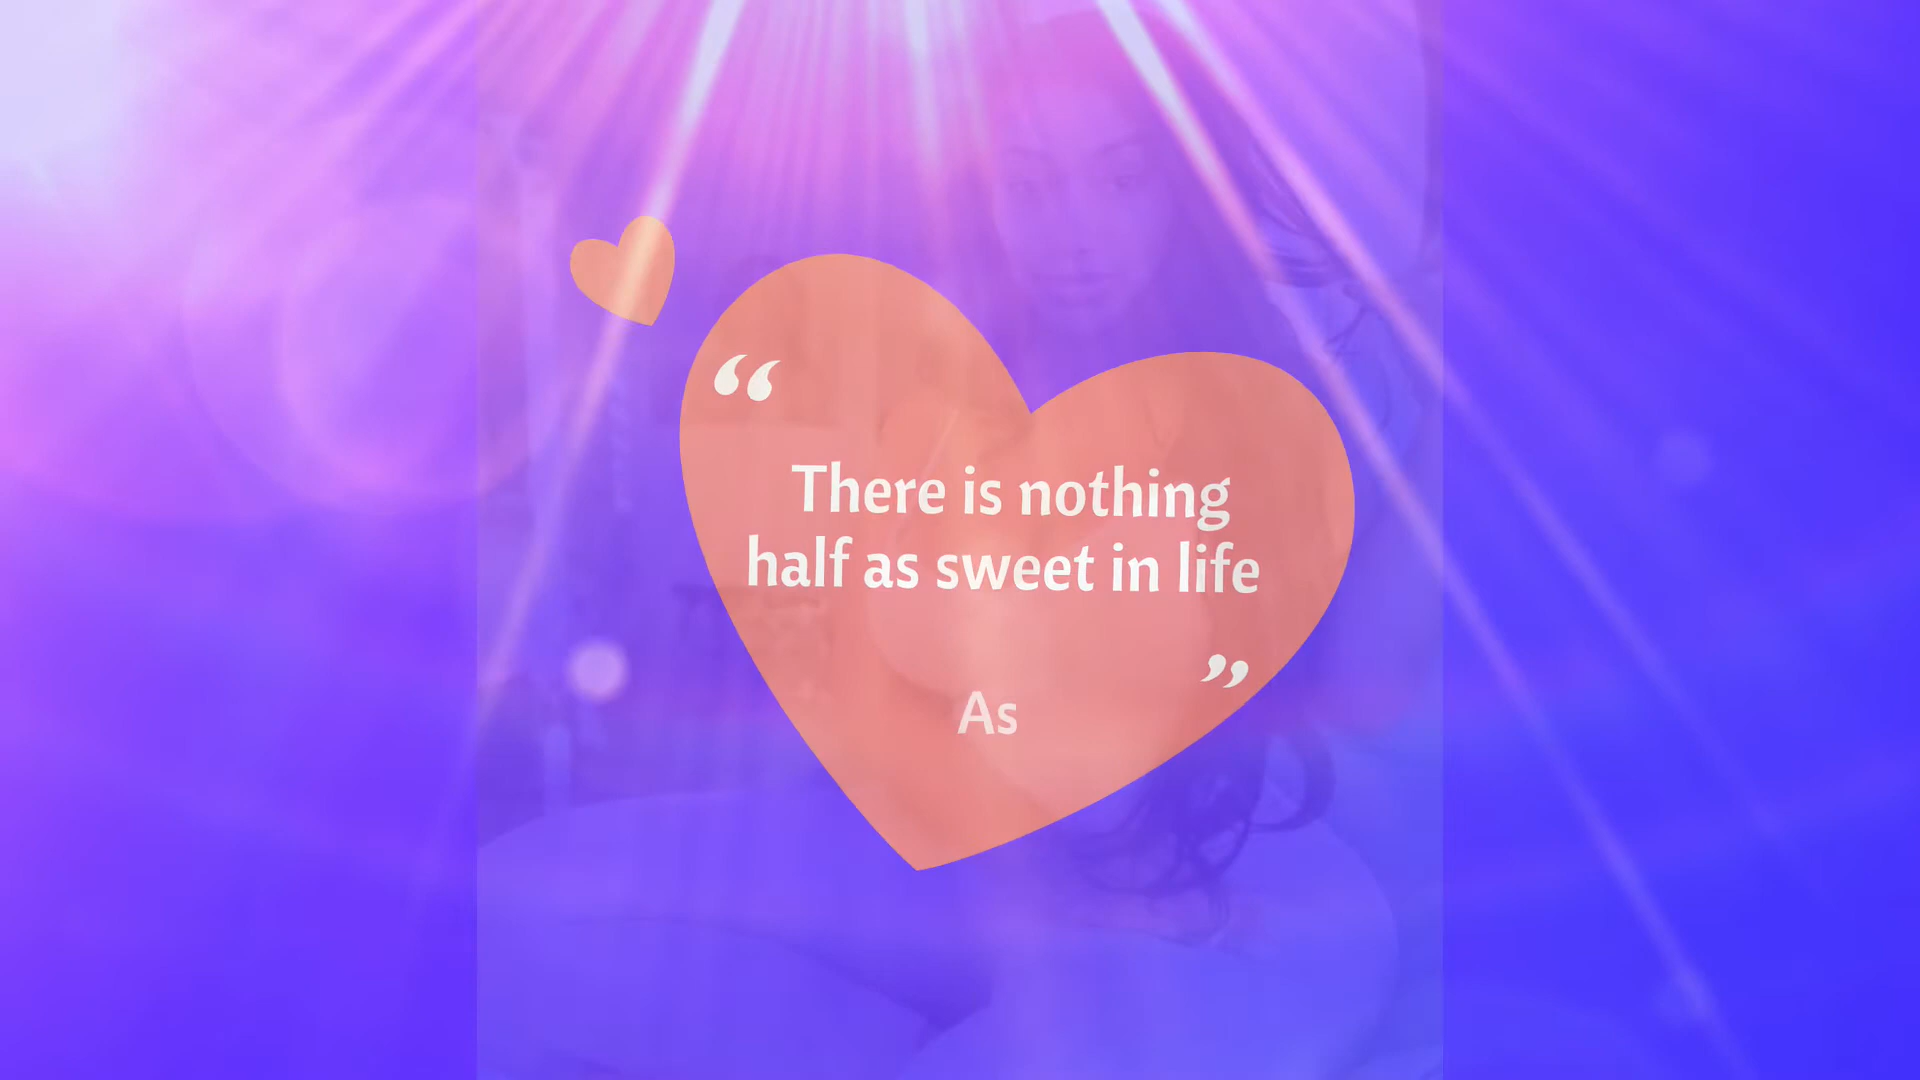 “
There is nothing
half as sweet in life
”
As